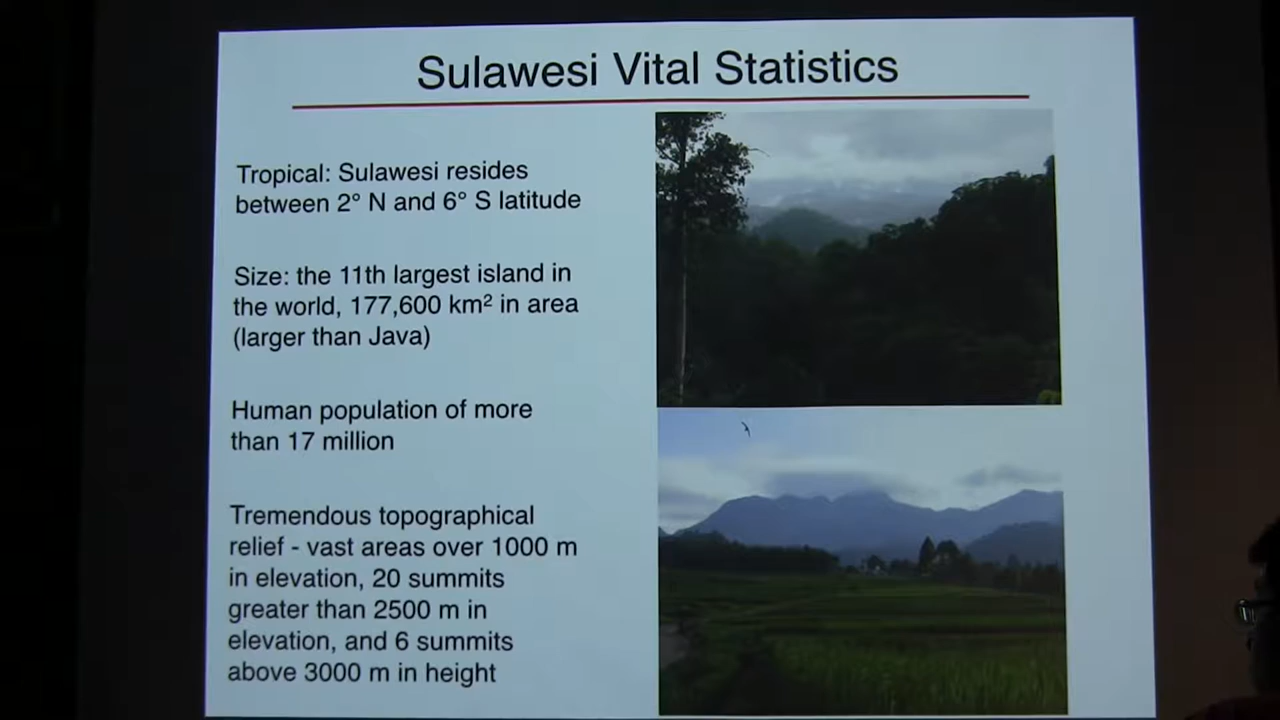 Sulawesi Vital Statistics
Tropical: Sulawesi resides
between 2° N and 6° S latitude
Size: the 11th largest island in
the world, 177,600 km² in area
(larger than Java)
Human population of more
than 17 million
Tremendous topographical
relief - vast areas over 1000 m
in elevation, 20 summits
greater than 2500 m in
elevation, and 6 summits
above 3000 m in height